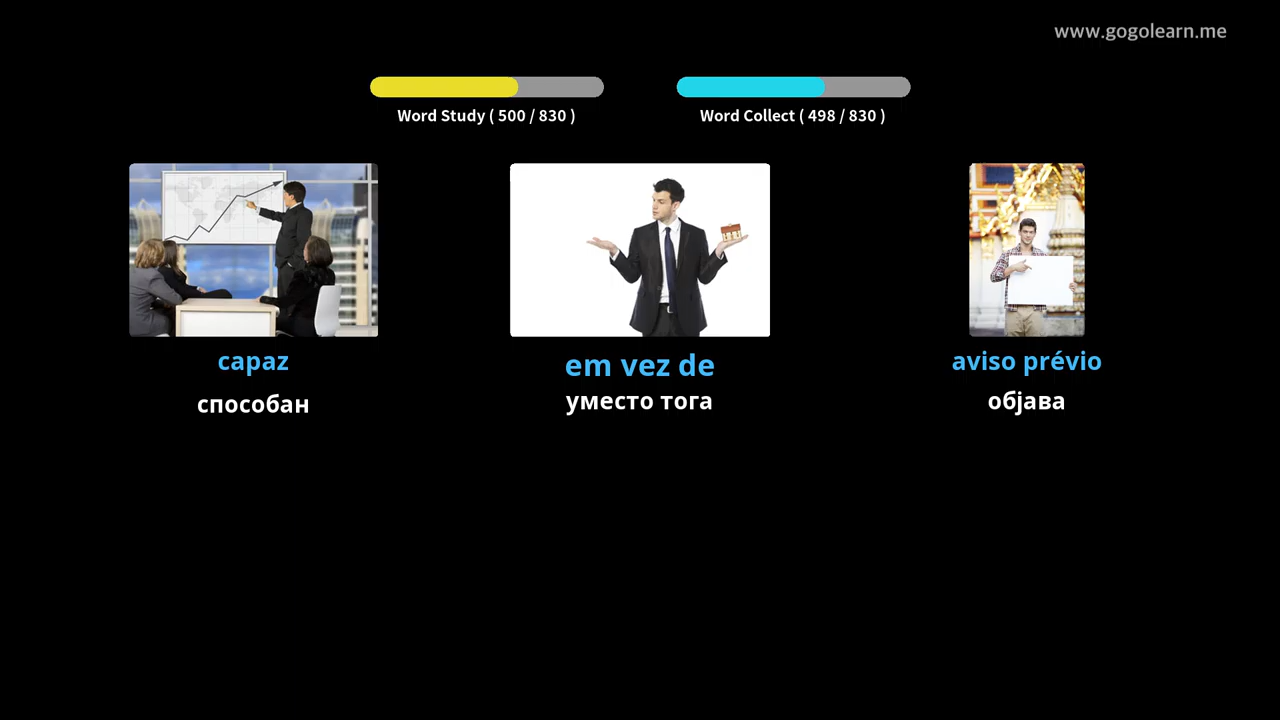 www.gogolearn.me
Word Study ( 500 / 830 )
Word Collect ( 498 / 830 )
capaz
способан
em vez de
уместо тога
aviso prévio
објава